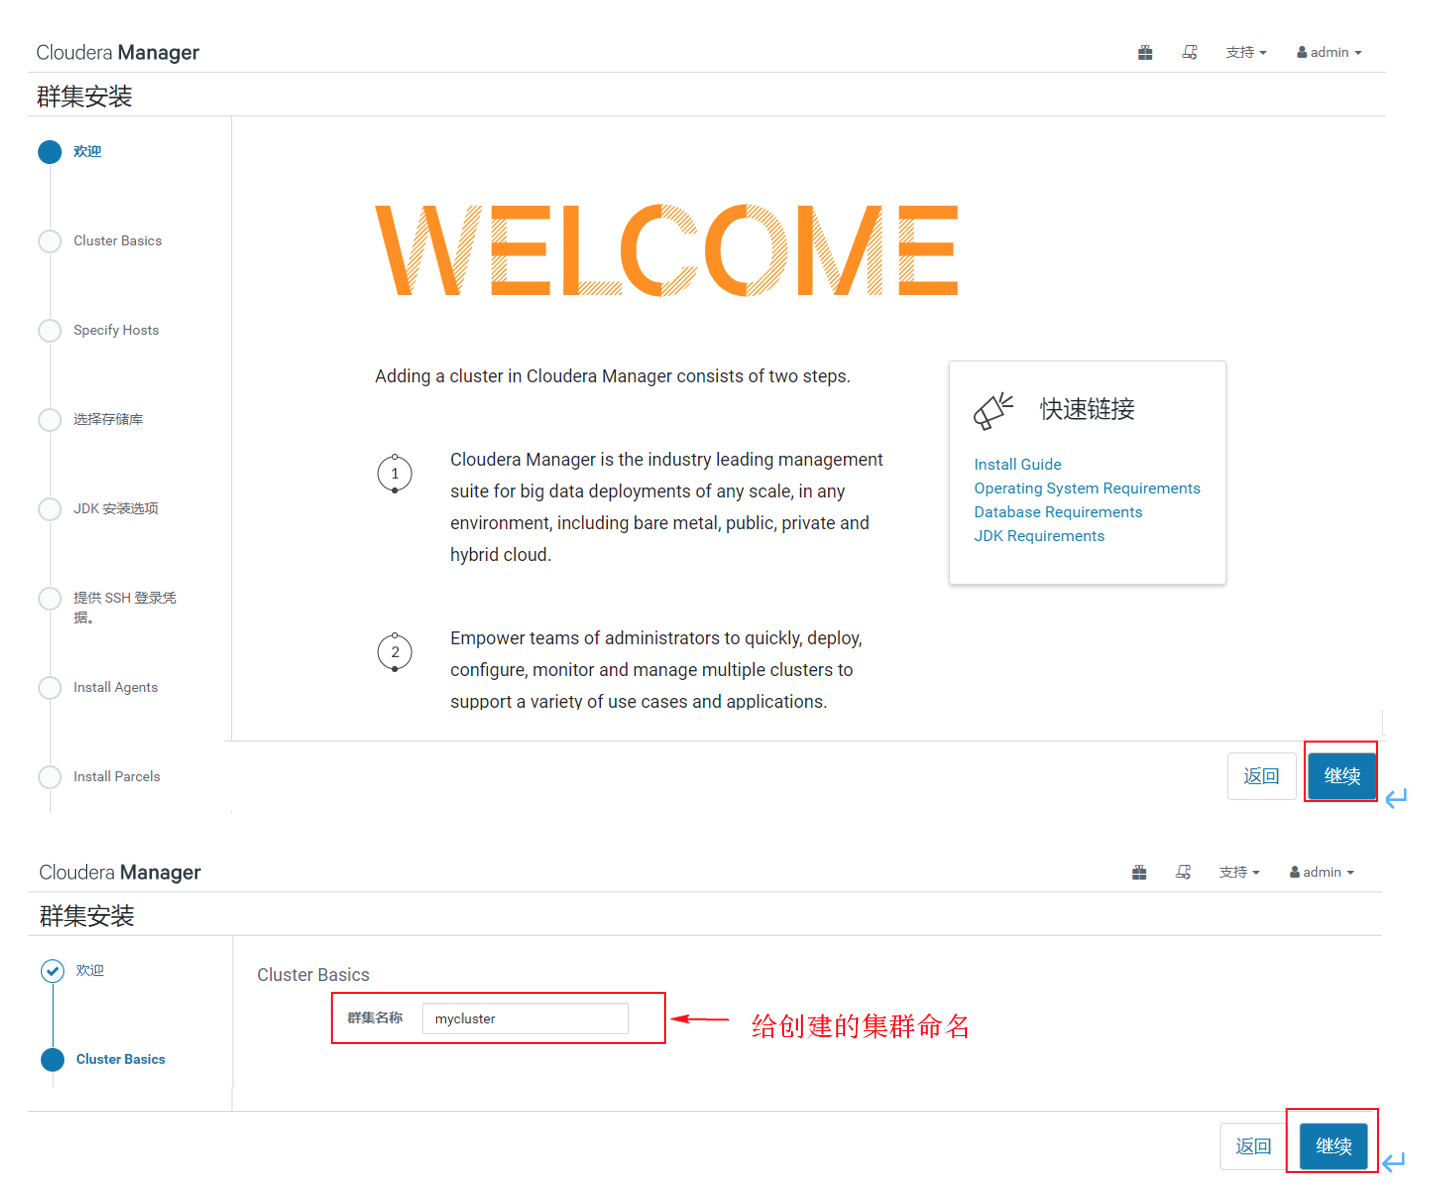 Cloudera Manager
支持
admin
群集安装
欢迎
Cluster Basics
Specify Hosts
选择存储库
JDK 安装选项
提供 SSH 登录凭
据。
Install Agents
Install Parcels
WELCOME
Adding a cluster in Cloudera Manager consists of two steps.
1
Cloudera Manager is the industry leading management
suite for big data deployments of any scale, in any
environment, including bare metal, public, private and
hybrid cloud.
2
Empower teams of administrators to quickly, deploy,
configure, monitor and manage multiple clusters to
support a variety of use cases and applications.
快速链接
Install Guide
Operating System Requirements
Database Requirements
JDK Requirements
返回
继续
Cloudera Manager
支持
admin
群集安装
欢迎
Cluster Basics
Cluster Basics
群集名称
mycluster
给创建的集群命名
返回
继续